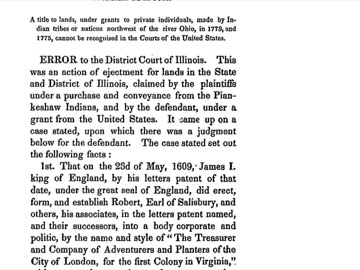 A title to lands, under grants to private individuals, made by In-
dian tribes or nations northwest of the river Ohio, in 1773, and
1775, cannot be recognised in the Courts of the United States.
ERROR to the District Court of Illinois. This
was an action of ejectment for lands in the State
and District of Illinois, claimed by the plaintiffs
under a purchase and conveyance from the Pian-
keshaw Indians, and by the defendant, under a
grant from the United States. It came up on a
case stated, upon which there was a judgment
below for the defendant. The case stated set out
the following facts :
1st. That on the 23d of May, 1609, James I.
king of England, by his letters patent of that
date, under the great seal of England, did erect,
form, and establish Robert, Earl of Salisbury, and
others, his associates, in the letters patent named,
and their successors, into a body corporate and
politic, by the name and style of "The Treasurer
and Company of Adventurers and Planters of the
City of London, for the first Colony in Virginia,"